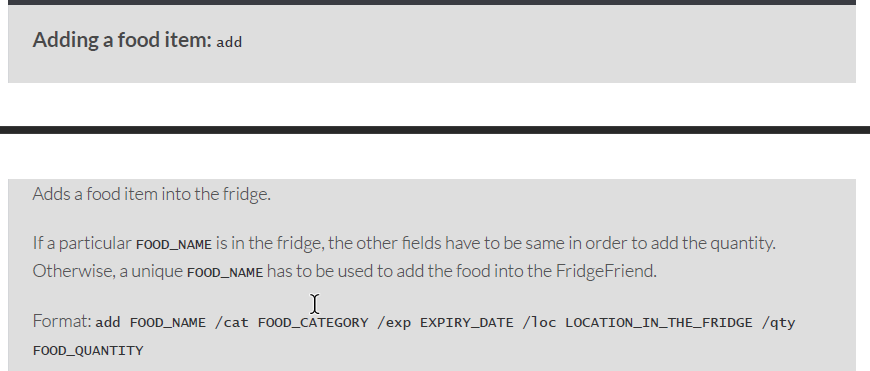 Adding a food item: add
Adds a food item into the fridge.
If a particular FOOD_NAME is in the fridge, the other fields have to be same in order to add the quantity.
Otherwise, a unique FOOD_NAME has to be used to add the food into the FridgeFriend.
Format: add FOOD_NAME /cat FOOD_CATEGORY /exp EXPIRY_DATE /loc LOCATION_IN_THE_FRIDGE /qty
FOOD_QUANTITY